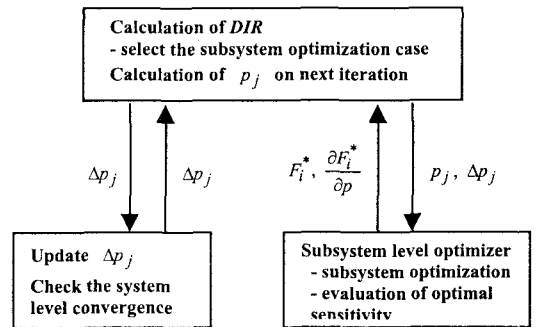 Calculation of DIR
- select the subsystem optimization case
Calculation of p_j on next iteration
Δp_j
Δp_j
F_i^*, ∂F_i^*/∂p
p_j, Δp_j
Update Δp_j
Check the system
level convergence
Subsystem level optimizer
- subsystem optimization
- evaluation of optimal
sensitivity